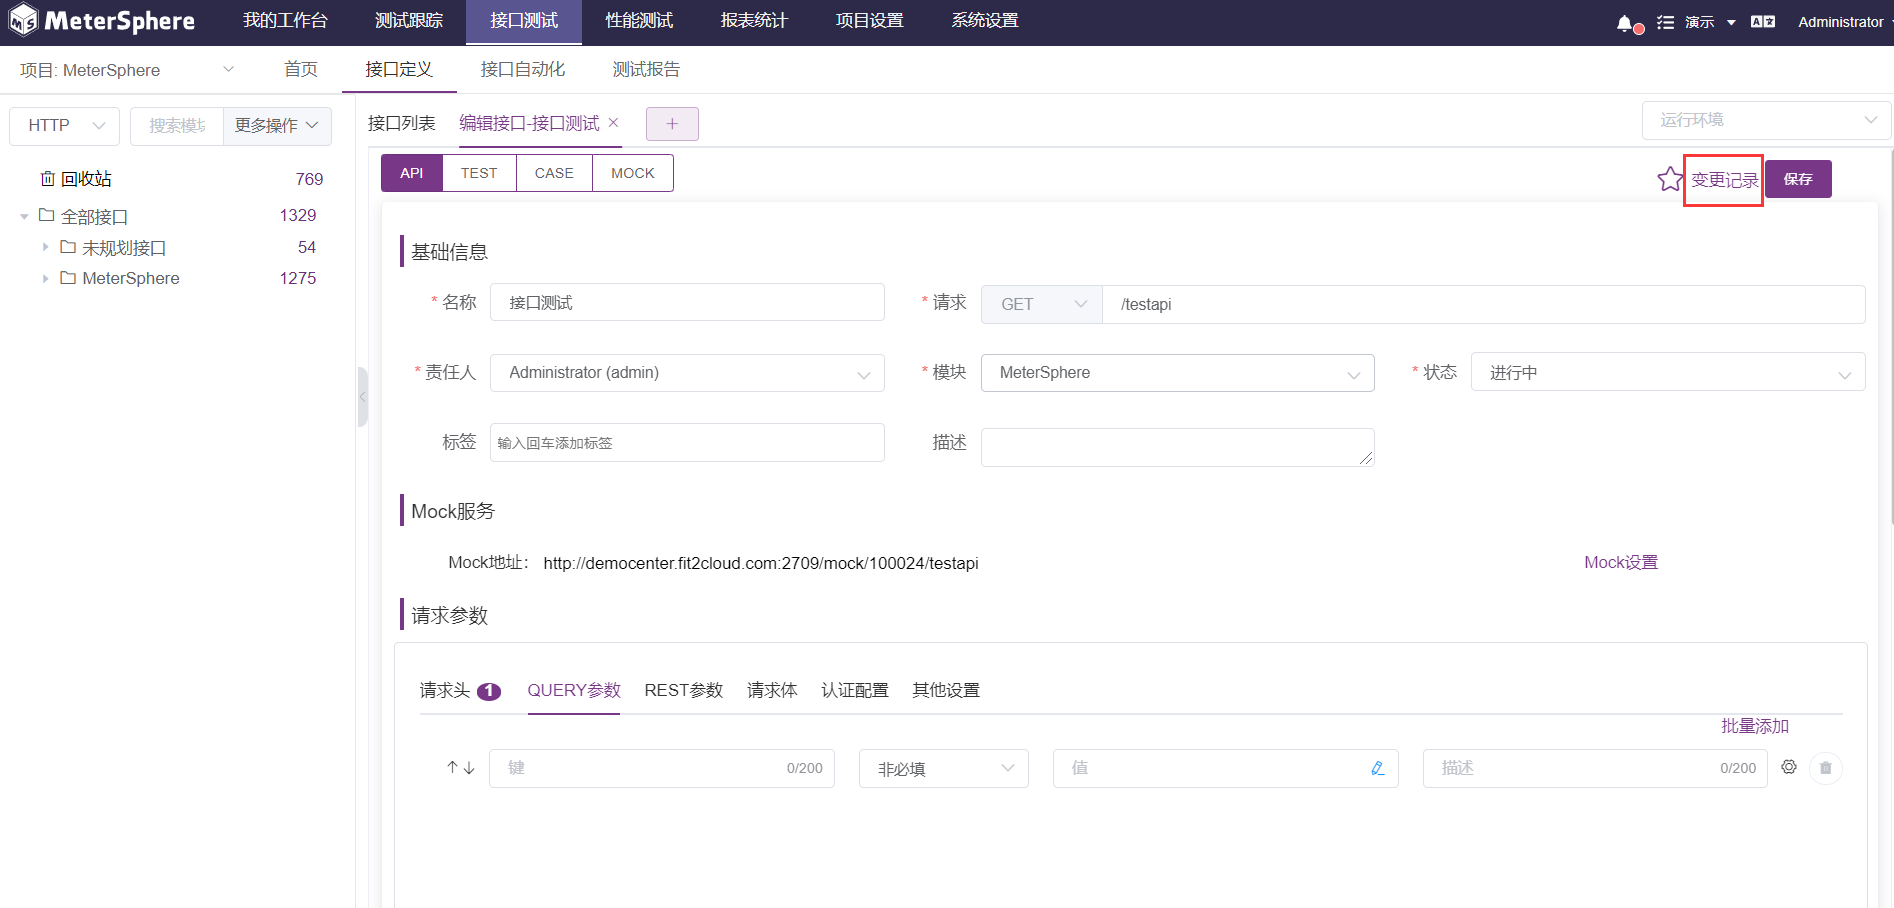 MeterSphere 我的工作台 测试跟踪 接口测试 性能测试 报表统计 项目设置 系统设置 演示 Administrator
项目: MeterSphere 首页 接口定义 接口自动化 测试报告
HTTP 搜索模块 更多操作
接口列表 编辑接口-接口测试 × + 运行环境
API TEST CASE MOCK 变更记录 保存
回收站 769
全部接口 1329
未规划接口 54
MeterSphere 1275
基础信息
* 名称 接口测试 * 请求 GET /testapi
* 责任人 Administrator (admin) * 模块 MeterSphere * 状态 进行中
标签 输入回车添加标签 描述
Mock服务
Mock地址： http://democenter.fit2cloud.com:2709/mock/100024/testapi Mock设置
请求参数
请求头 1 QUERY参数 REST参数 请求体 认证配置 其他设置
批量添加
键 0/200 非必填 值 描述 0/200